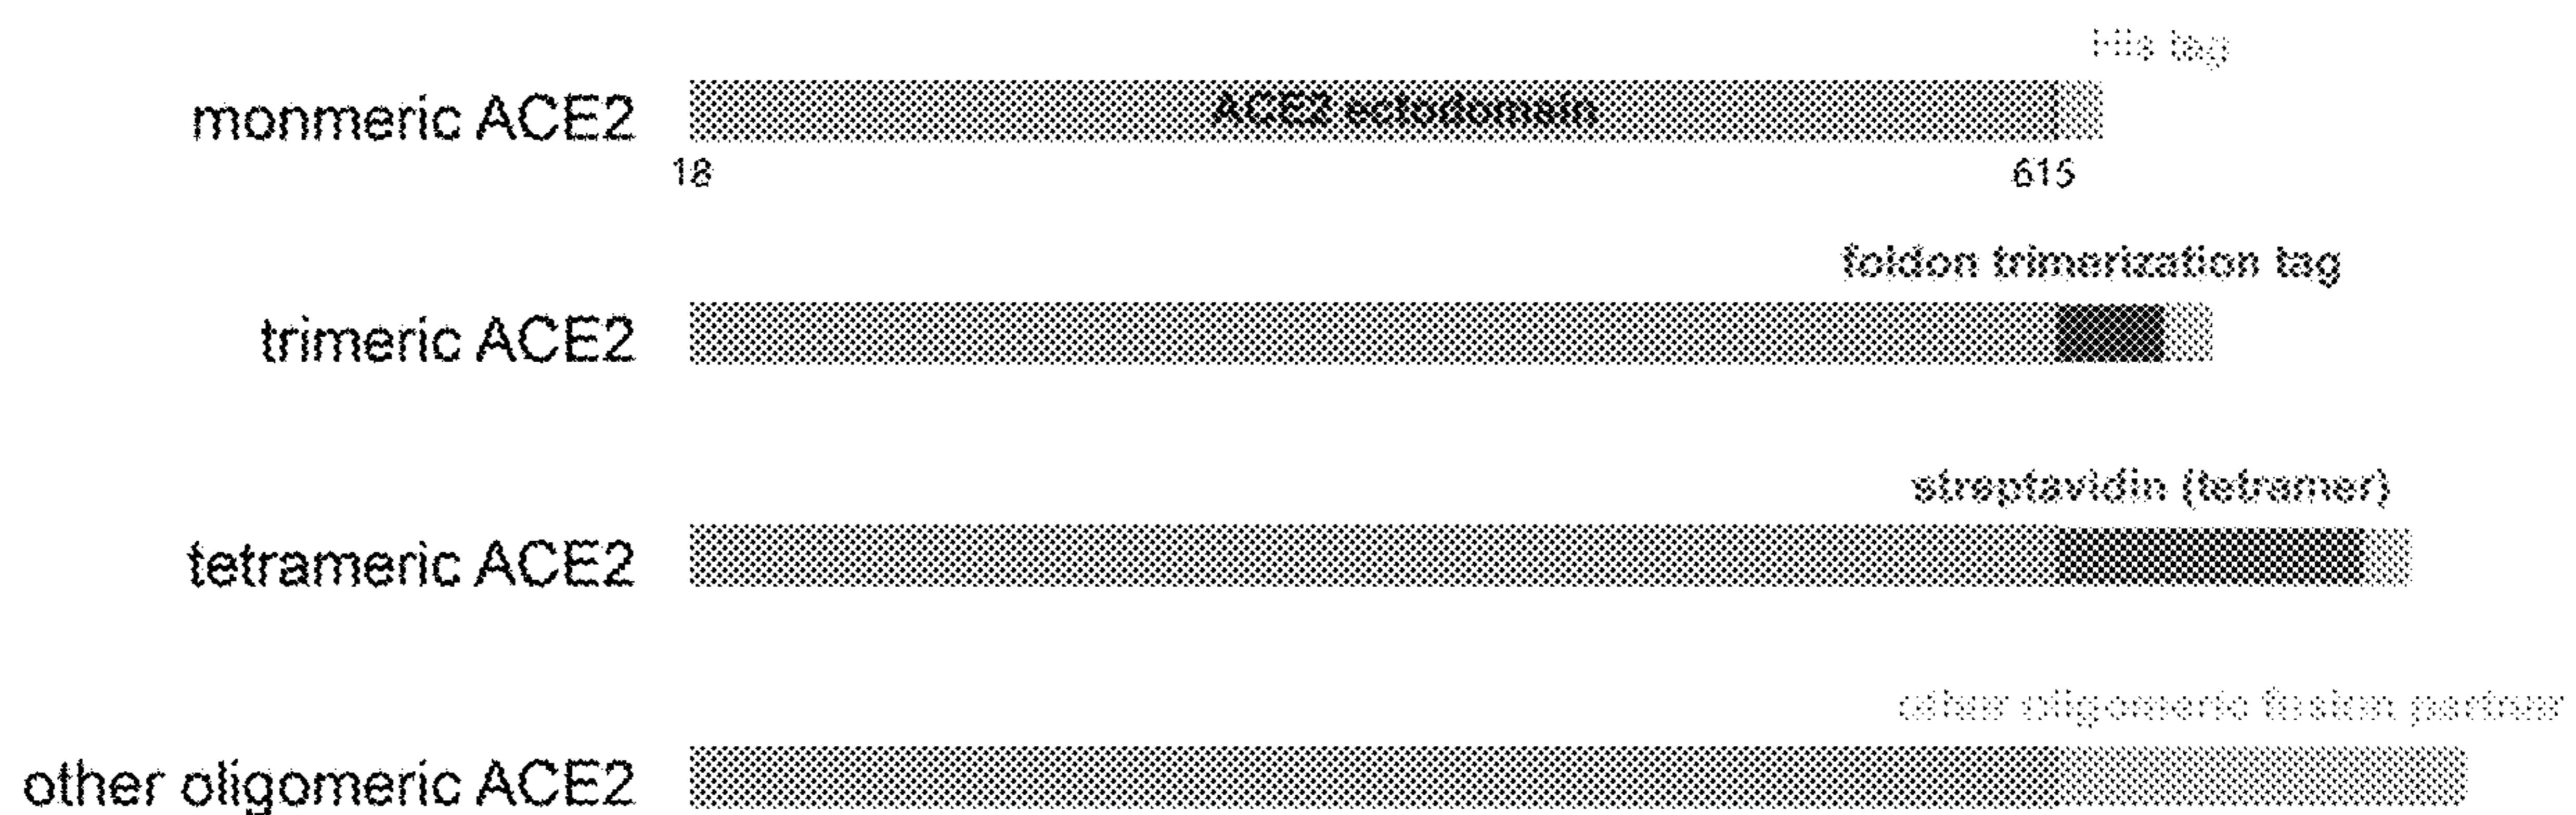 His tag
monmeric ACE2
ACE2 ectodomain
18
615
foldon trimerization tag
trimeric ACE2
streptavidin (tetramer)
tetrameric ACE2
other oligomeric fusion partner
other oligomeric ACE2